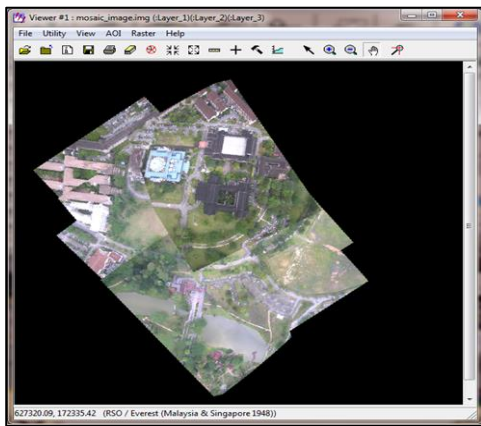 Viewer #1 : mosaic_image.img (:Layer_1)(:Layer_2)(:Layer_3)
File Utility View AOI Raster Help
627320.09, 172335.42 (RSO / Everest (Malaysia & Singapore 1948))